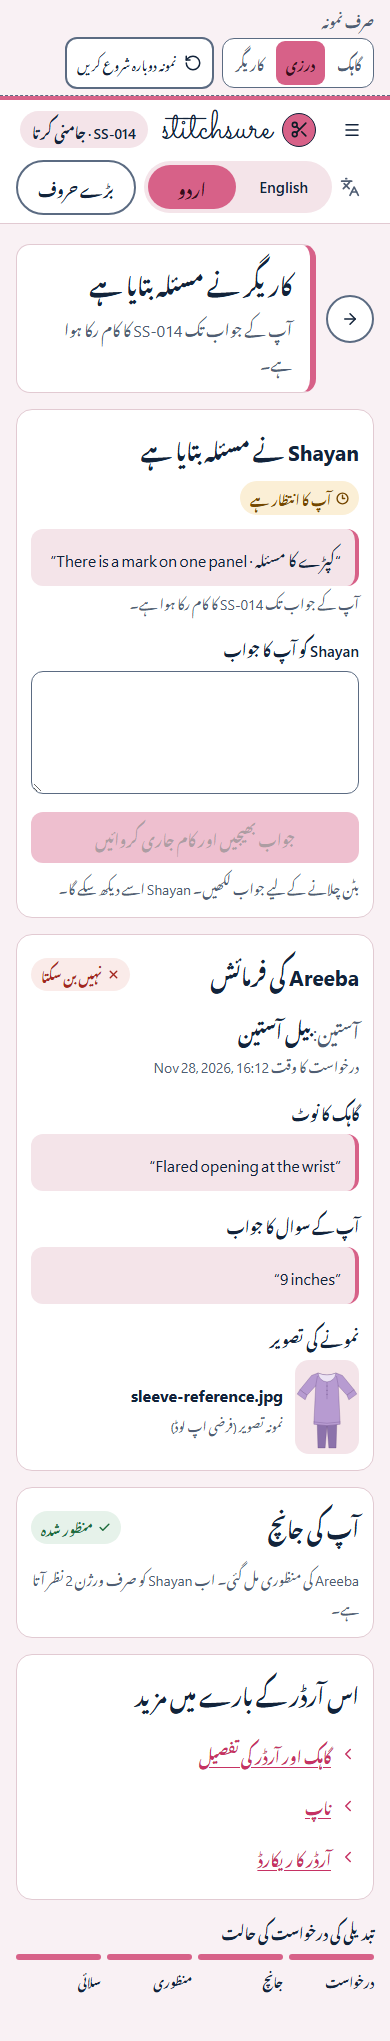 صرف نمونہ
گاہک درزی کاریگر نمونہ دوبارہ شروع کریں
stitchsure SS-014 · جامنی کرتا
English اردو بڑے حروف
کاریگر نے مسئلہ بتایا ہے
آپ کے جواب تک SS-014 کا کام رکا ہوا
ہے۔
Shayan نے مسئلہ بتایا ہے
آپ کا انتظار ہے
"کپڑے کا مسئلہ · There is a mark on one panel"
آپ کے جواب تک SS-014 کا کام رکا ہوا ہے۔
Shayan کو آپ کا جواب
جواب بھیجیں اور کام جاری کروائیں
بٹن چلانے کے لیے جواب لکھیں۔ Shayan اسے دیکھ سکے گا۔
Areeba کی فرمائش نہیں بن سکتا
آستین: بیل آستین
درخواست کا وقت Nov 28, 2026, 16:12
گاہک کا نوٹ
"Flared opening at the wrist"
آپ کے سوال کا جواب
"9 inches"
نمونے کی تصویر
sleeve-reference.jpg
نمونہ تصویر (فرضی اپ لوڈ)
آپ کی جانچ منظور شدہ
Areeba کی منظوری مل گئی۔ اب Shayan کو صرف ورژن 2 نظر آتا
ہے۔
اس آرڈر کے بارے میں مزید
گاہک اور آرڈر کی تفصیل
ناپ
آرڈر کا ریکارڈ
تبدیلی کی درخواست کی حالت
درخواست جانچ منظوری سلائی